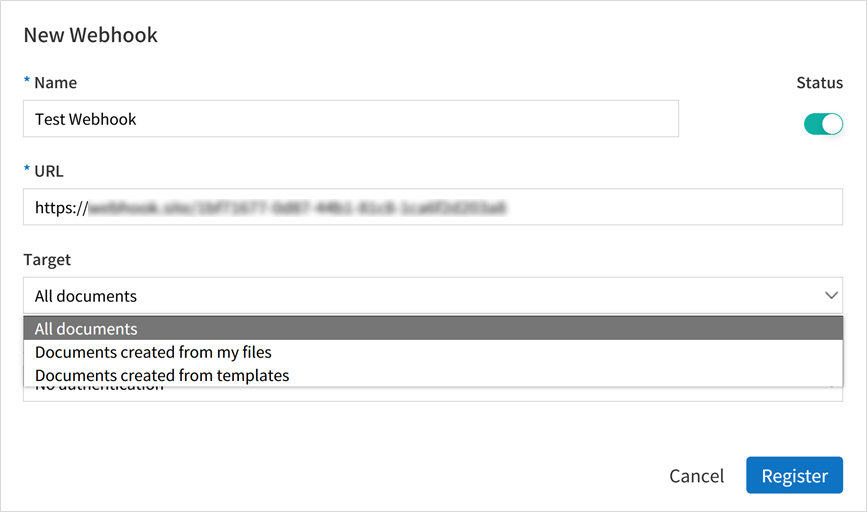 New Webhook
* Name
Status
Test Webhook
* URL
https://
Target
All documents
All documents
Documents created from my files
Documents created from templates
No authentication
Cancel
Register